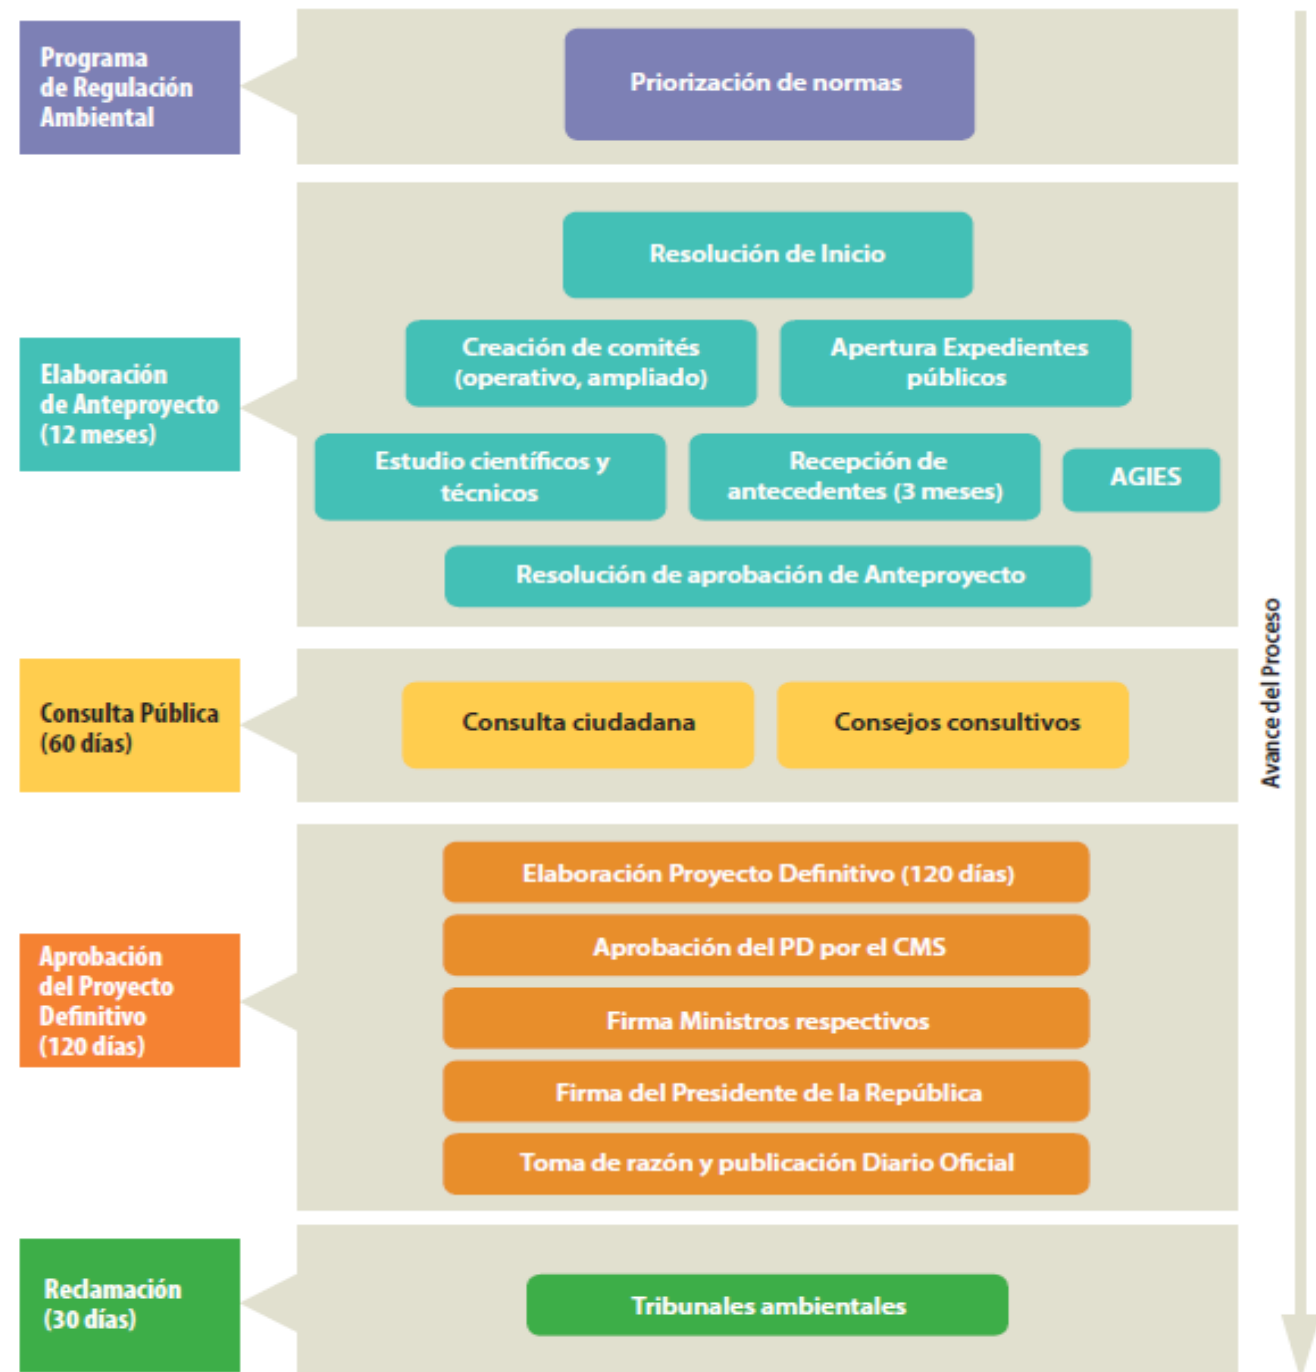 Programa
de Regulación
Ambiental
Priorización de normas
Elaboración
de Anteproyecto
(12 meses)
Resolución de Inicio
Creación de comités
(operativo, ampliado)
Apertura Expedientes
públicos
Estudio científicos y
técnicos
Recepción de
antecedentes (3 meses)
AGIES
Resolución de aprobación de Anteproyecto
Consulta Pública
(60 días)
Consulta ciudadana
Consejos consultivos
Aprobación
del Proyecto
Definitivo
(120 días)
Elaboración Proyecto Definitivo (120 días)
Aprobación del PD por el CMS
Firma Ministros respectivos
Firma del Presidente de la República
Toma de razón y publicación Diario Oficial
Reclamación
(30 días)
Tribunales ambientales
Avance del Proceso